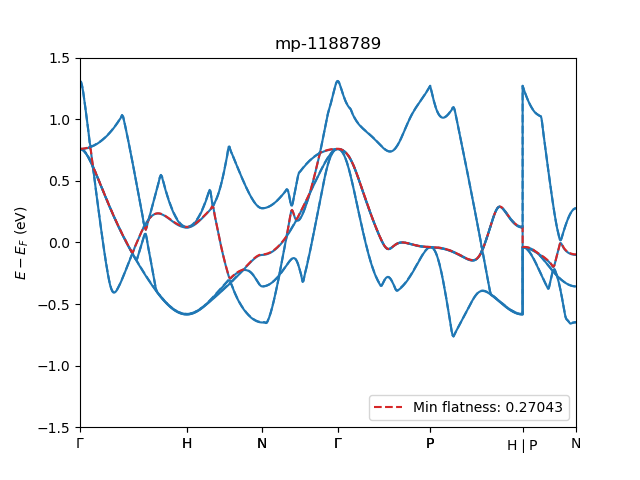 mp-1188789
E − E_F (eV)
1.5
1.0
0.5
0.0
−0.5
−1.0
−1.5
Min flatness: 0.27043
Γ H N Γ P H | P N